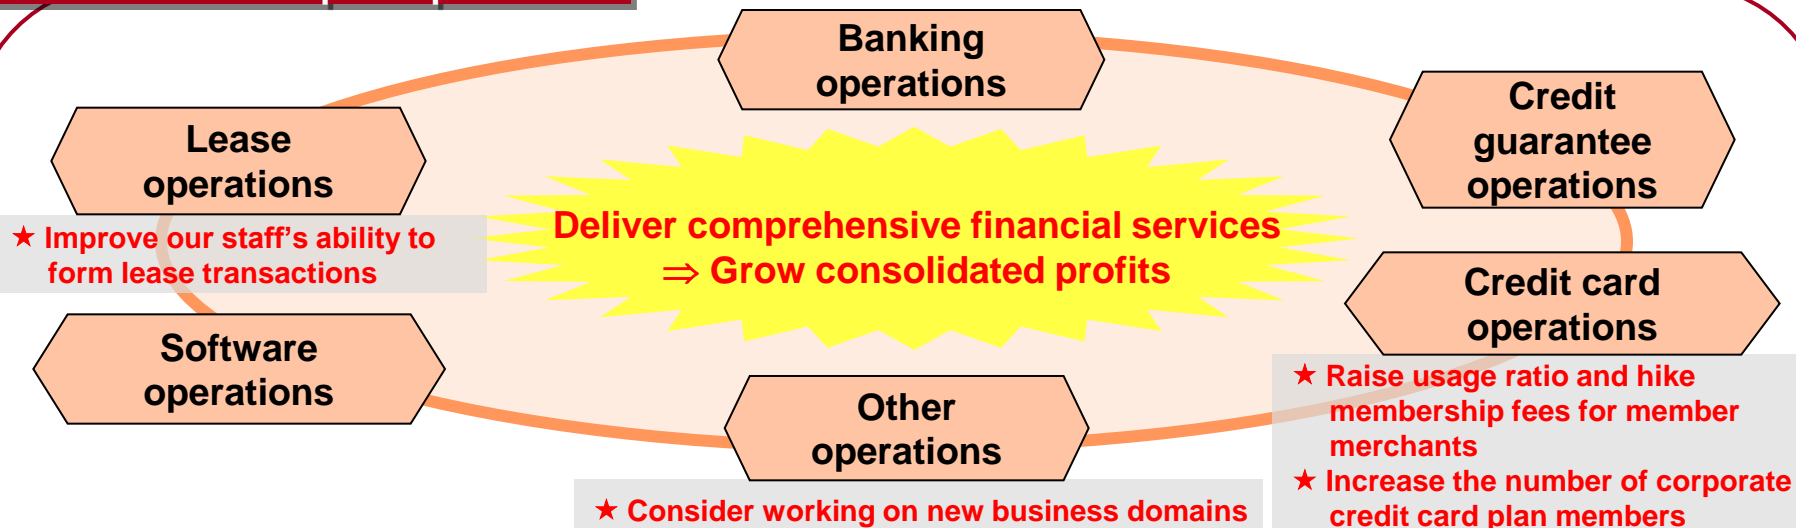 Banking
operations
Credit
guarantee
operations
Lease
operations
★ Improve our staff's ability to
form lease transactions
Deliver comprehensive financial services
⇒ Grow consolidated profits
Credit card
operations
★ Raise usage ratio and hike
membership fees for member
merchants
★ Increase the number of corporate
credit card plan members
Software
operations
Other
operations
★ Consider working on new business domains